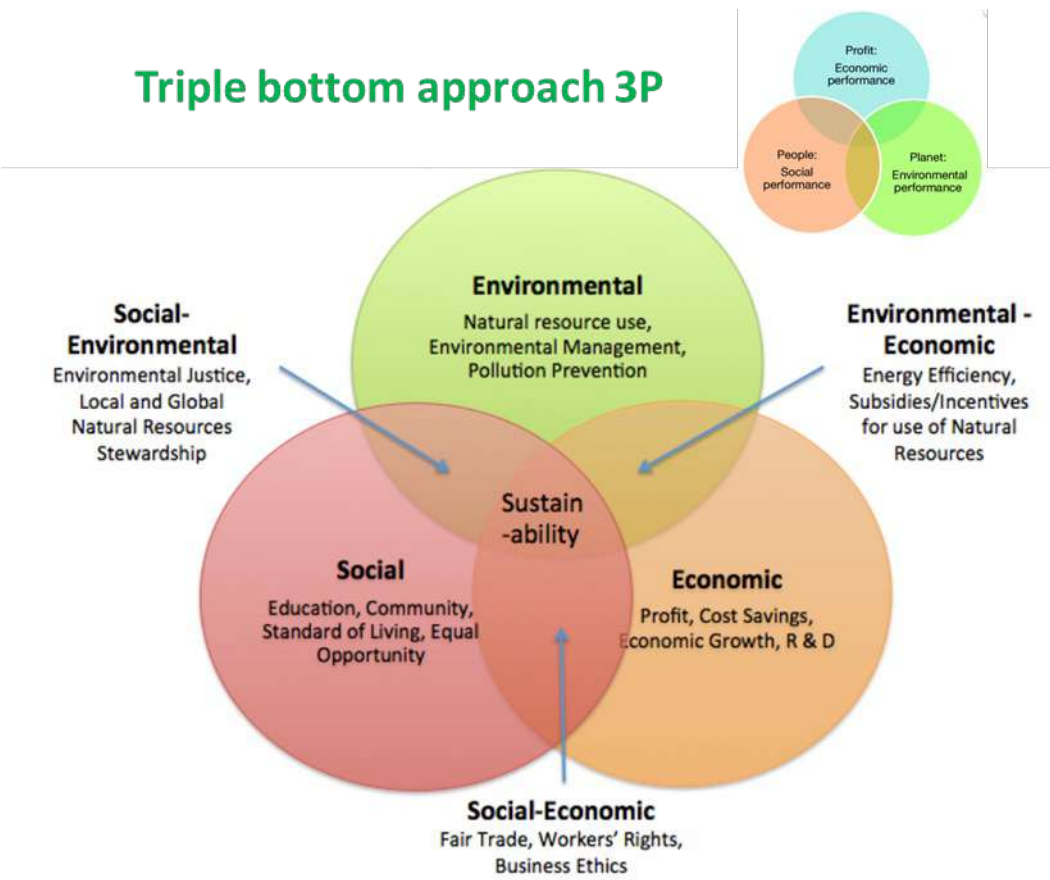 Triple bottom approach 3P
Profit:
Economic
performance
People:
Social
performance
Planet:
Environmental
performance
Environmental
Natural resource use,
Environmental Management,
Pollution Prevention
Social-
Environmental
Environmental Justice,
Local and Global
Natural Resources
Stewardship
Environmental -
Economic
Energy Efficiency,
Subsidies/Incentives
for use of Natural
Resources
Sustain
-ability
Social
Education, Community,
Standard of Living, Equal
Opportunity
Economic
Profit, Cost Savings,
Economic Growth, R & D
Social-Economic
Fair Trade, Workers' Rights,
Business Ethics